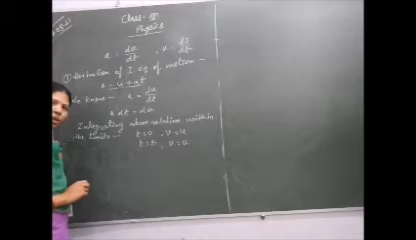 Class-XI
Physics
a = dv/dt , v = dx/dt
① derivation of I eq of motion -
v = u + at
We know - a = dv/dt
a dt = dv
Integrating above relation within
the limits - t=0 , v=u
t=t , v=v